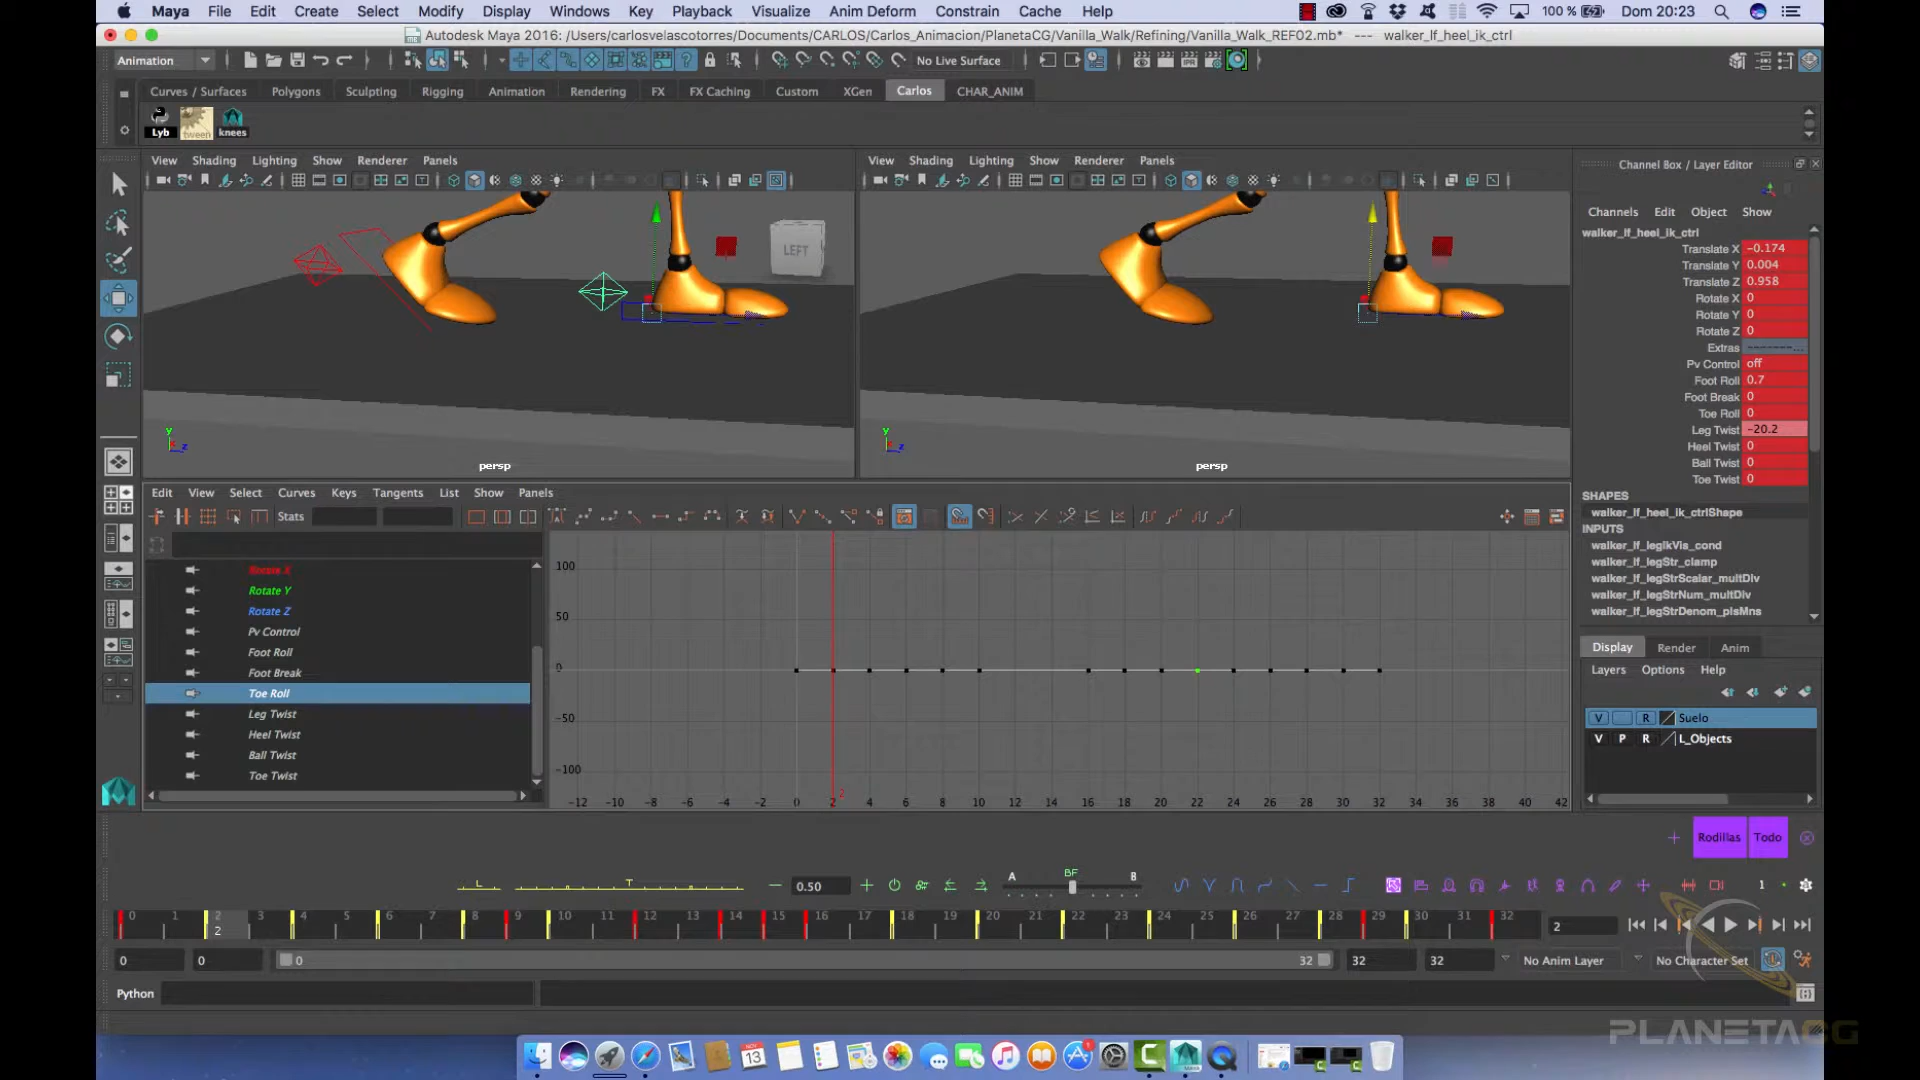 Maya File Edit Create Select Modify Display Windows Key Playback Visualize Anim Deform Constrain Cache Help 100 % Dom 20:23
Autodesk Maya 2016: /Users/carlosvelascotorres/Documents/CARLOS/Carlos_Animacion/PlanetaCG/Vanilla_Walk/Refining/Vanilla_Walk_REF02.mb* --- walker_lf_heel_ik_ctrl
Animation No Live Surface
Curves / Surfaces Polygons Sculpting Rigging Animation Rendering FX FX Caching Custom XGen Carlos CHAR_ANIM
Lyb tween knees
View Shading Lighting Show Renderer Panels
View Shading Lighting Show Renderer Panels
LEFT
y
z
persp
y
z
persp
Channel Box / Layer Editor
Channels Edit Object Show
walker_lf_heel_ik_ctrl
Translate X -0.174
Translate Y 0.004
Translate Z 0.958
Rotate X 0
Rotate Y 0
Rotate Z 0
Extras --------...
Pv Control off
Foot Roll 0.7
Foot Break 0
Toe Roll 0
Leg Twist -20.2
Heel Twist 0
Ball Twist 0
Toe Twist 0
SHAPES
walker_lf_heel_ik_ctrlShape
INPUTS
walker_lf_legIkVis_cond
walker_lf_legStr_clamp
walker_lf_legStrScalar_multDiv
walker_lf_legStrNum_multDiv
walker_lf_legStrDenom_plsMns
Display Render Anim
Layers Options Help
V R Suelo
V P R L_Objects
Edit View Select Curves Keys Tangents List Show Panels
Stats
Rotate X
Rotate Y
Rotate Z
Pv Control
Foot Roll
Foot Break
Toe Roll
Leg Twist
Heel Twist
Ball Twist
Toe Twist
100
50
0
-50
-100
2
-12 -10 -8 -6 -4 -2 0 2 4 6 8 10 12 14 16 18 20 22 24 26 28 30 32 34 36 38 40 42
Rodillas Todo
L T 0.50 A BF B 1
0 1 2 3 4 5 6 7 8 9 10 11 12 13 14 15 16 17 18 19 20 21 22 23 24 25 26 27 28 29 30 31 32
2 2
0 0 0 32 32 32 No Anim Layer No Character Set
Python
PLANETACG
NOV 13 1